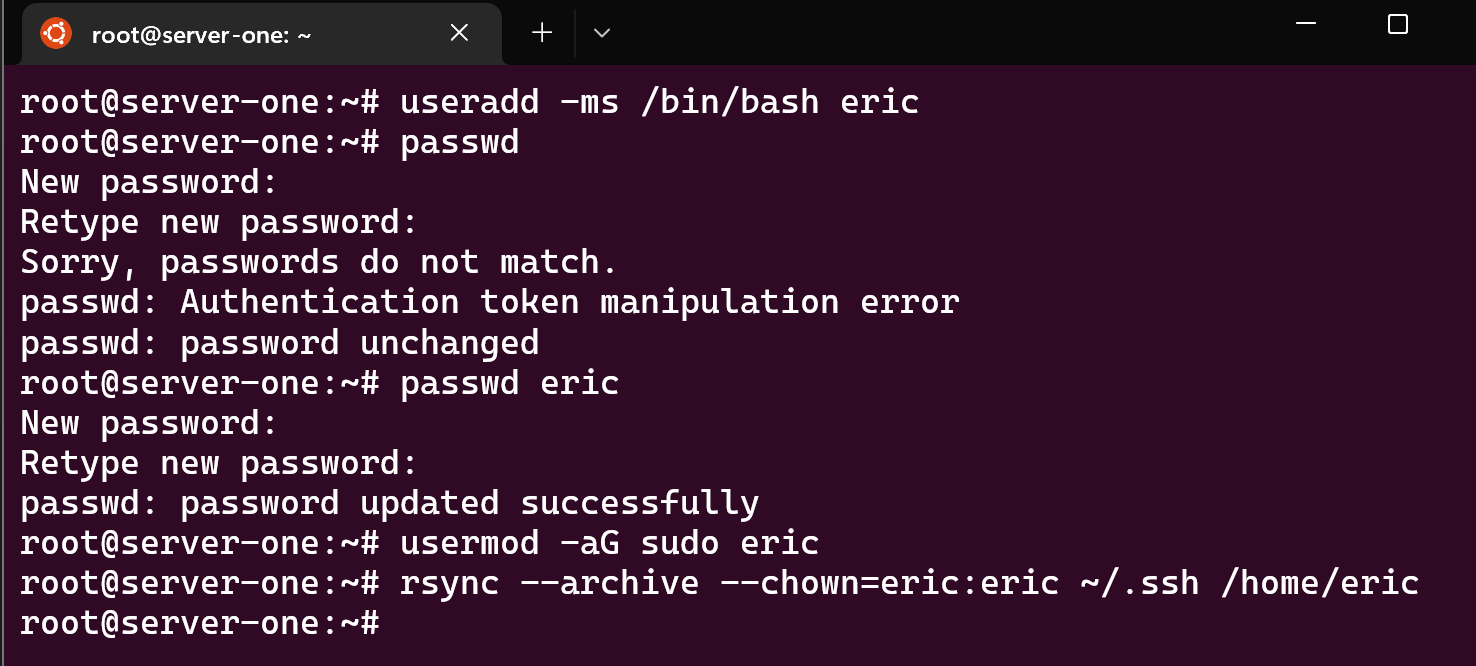 root@server-one: ~
root@server-one:~# useradd -ms /bin/bash eric
root@server-one:~# passwd
New password:
Retype new password:
Sorry, passwords do not match.
passwd: Authentication token manipulation error
passwd: password unchanged
root@server-one:~# passwd eric
New password:
Retype new password:
passwd: password updated successfully
root@server-one:~# usermod -aG sudo eric
root@server-one:~# rsync --archive --chown=eric:eric ~/.ssh /home/eric
root@server-one:~#